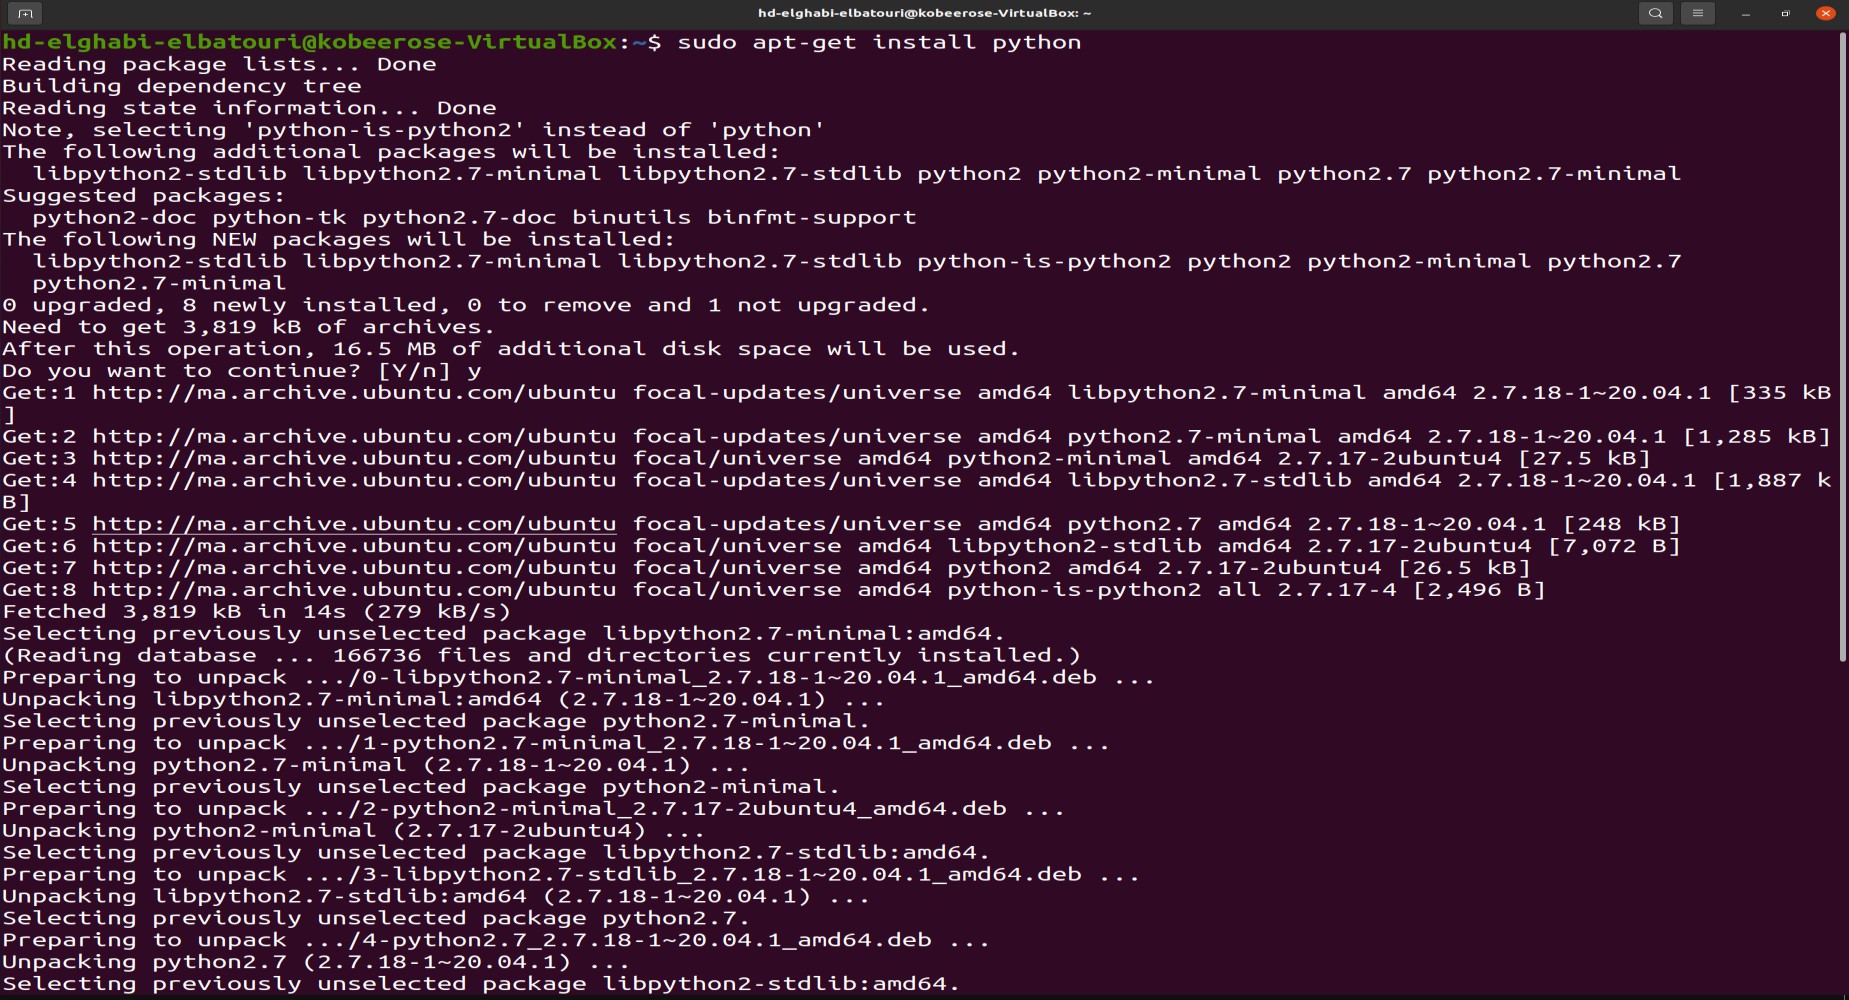 hd-elghabi-elbatouri@kobeerose-VirtualBox: ~
hd-elghabi-elbatouri@kobeerose-VirtualBox:~$ sudo apt-get install python
Reading package lists... Done
Building dependency tree
Reading state information... Done
Note, selecting 'python-is-python2' instead of 'python'
The following additional packages will be installed:
  libpython2-stdlib libpython2.7-minimal libpython2.7-stdlib python2 python2-minimal python2.7 python2.7-minimal
Suggested packages:
  python2-doc python-tk python2.7-doc binutils binfmt-support
The following NEW packages will be installed:
  libpython2-stdlib libpython2.7-minimal libpython2.7-stdlib python-is-python2 python2 python2-minimal python2.7
  python2.7-minimal
0 upgraded, 8 newly installed, 0 to remove and 1 not upgraded.
Need to get 3,819 kB of archives.
After this operation, 16.5 MB of additional disk space will be used.
Do you want to continue? [Y/n] y
Get:1 http://ma.archive.ubuntu.com/ubuntu focal-updates/universe amd64 libpython2.7-minimal amd64 2.7.18-1~20.04.1 [335 kB
]
Get:2 http://ma.archive.ubuntu.com/ubuntu focal-updates/universe amd64 python2.7-minimal amd64 2.7.18-1~20.04.1 [1,285 kB]
Get:3 http://ma.archive.ubuntu.com/ubuntu focal/universe amd64 python2-minimal amd64 2.7.17-2ubuntu4 [27.5 kB]
Get:4 http://ma.archive.ubuntu.com/ubuntu focal-updates/universe amd64 libpython2.7-stdlib amd64 2.7.18-1~20.04.1 [1,887 k
B]
Get:5 http://ma.archive.ubuntu.com/ubuntu focal-updates/universe amd64 python2.7 amd64 2.7.18-1~20.04.1 [248 kB]
Get:6 http://ma.archive.ubuntu.com/ubuntu focal/universe amd64 libpython2-stdlib amd64 2.7.17-2ubuntu4 [7,072 B]
Get:7 http://ma.archive.ubuntu.com/ubuntu focal/universe amd64 python2 amd64 2.7.17-2ubuntu4 [26.5 kB]
Get:8 http://ma.archive.ubuntu.com/ubuntu focal/universe amd64 python-is-python2 all 2.7.17-4 [2,496 B]
Fetched 3,819 kB in 14s (279 kB/s)
Selecting previously unselected package libpython2.7-minimal:amd64.
(Reading database ... 166736 files and directories currently installed.)
Preparing to unpack .../0-libpython2.7-minimal_2.7.18-1~20.04.1_amd64.deb ...
Unpacking libpython2.7-minimal:amd64 (2.7.18-1~20.04.1) ...
Selecting previously unselected package python2.7-minimal.
Preparing to unpack .../1-python2.7-minimal_2.7.18-1~20.04.1_amd64.deb ...
Unpacking python2.7-minimal (2.7.18-1~20.04.1) ...
Selecting previously unselected package python2-minimal.
Preparing to unpack .../2-python2-minimal_2.7.17-2ubuntu4_amd64.deb ...
Unpacking python2-minimal (2.7.17-2ubuntu4) ...
Selecting previously unselected package libpython2.7-stdlib:amd64.
Preparing to unpack .../3-libpython2.7-stdlib_2.7.18-1~20.04.1_amd64.deb ...
Unpacking libpython2.7-stdlib:amd64 (2.7.18-1~20.04.1) ...
Selecting previously unselected package python2.7.
Preparing to unpack .../4-python2.7_2.7.18-1~20.04.1_amd64.deb ...
Unpacking python2.7 (2.7.18-1~20.04.1) ...
Selecting previously unselected package libpython2-stdlib:amd64.